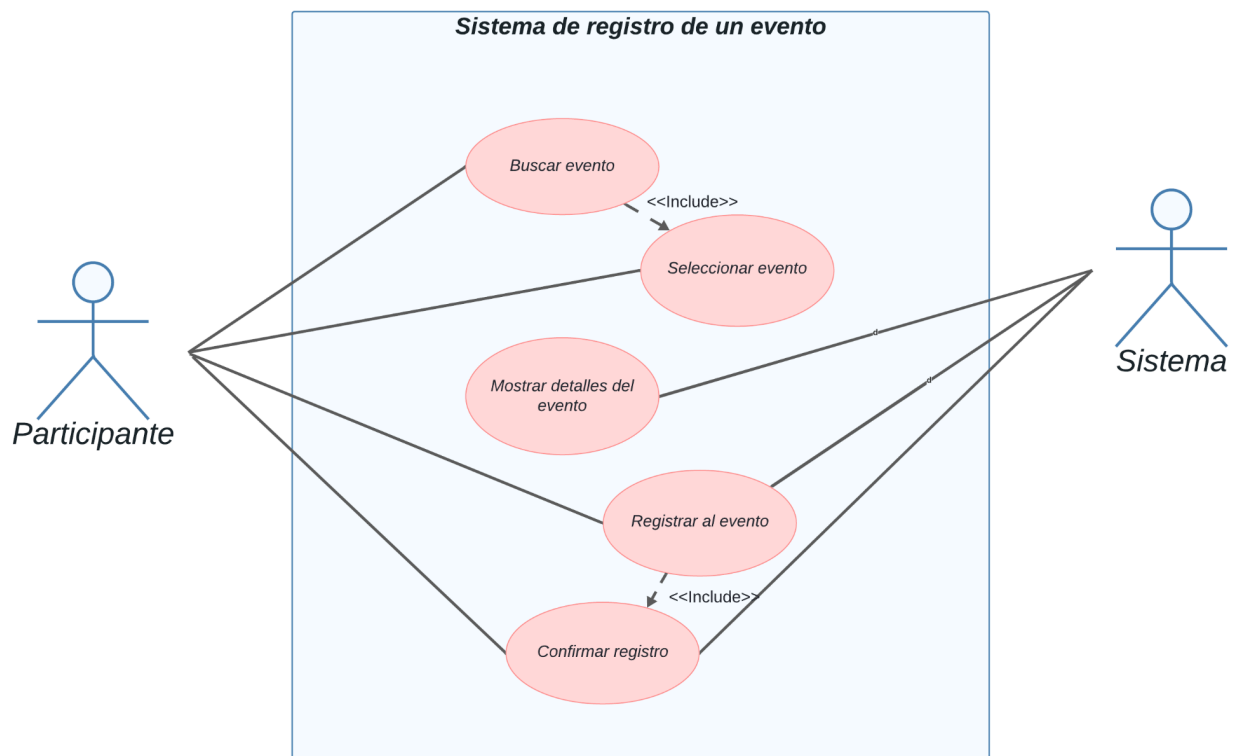 Sistema de registro de un evento
Buscar evento
<<Include>>
Seleccionar evento
Sistema
Mostrar detalles del
evento
Participante
Registrar al evento
<<Include>>
Confirmar registro
d
d